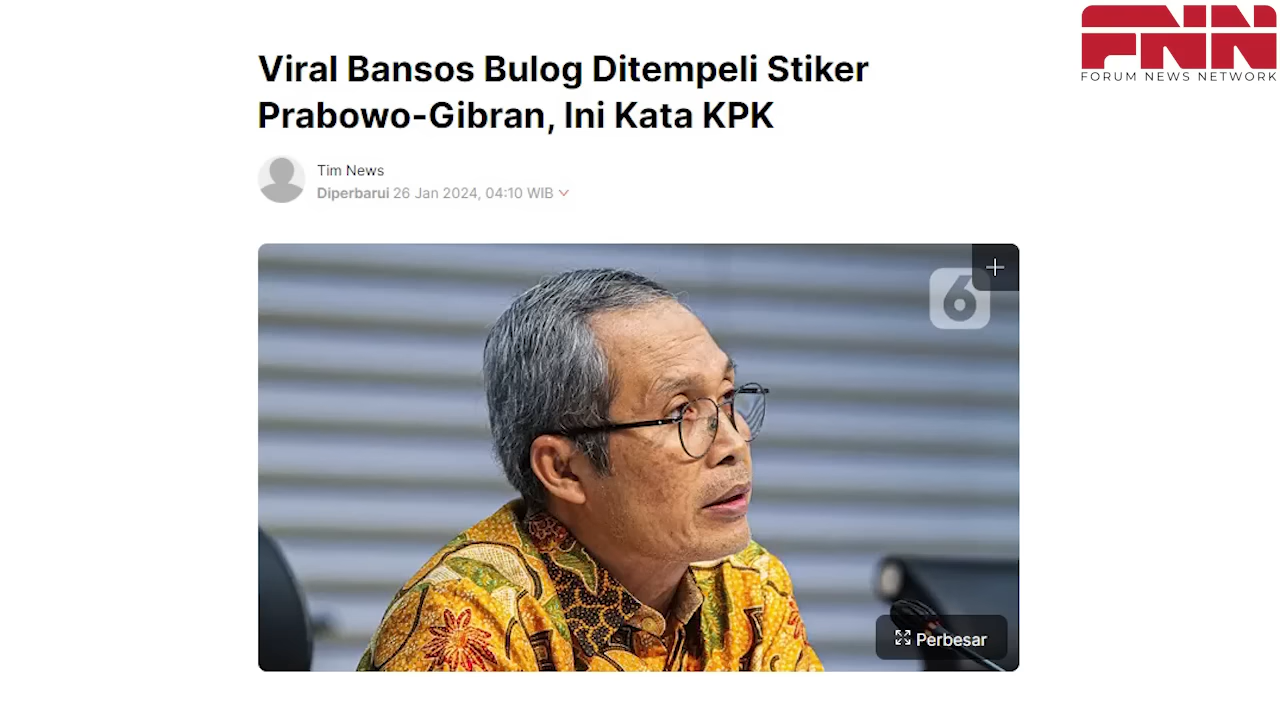 FNN
FORUM NEWS NETWORK
Viral Bansos Bulog Ditempeli Stiker
Prabowo-Gibran, Ini Kata KPK
Tim News
Diperbarui 26 Jan 2024, 04:10 WIB
6
Perbesar